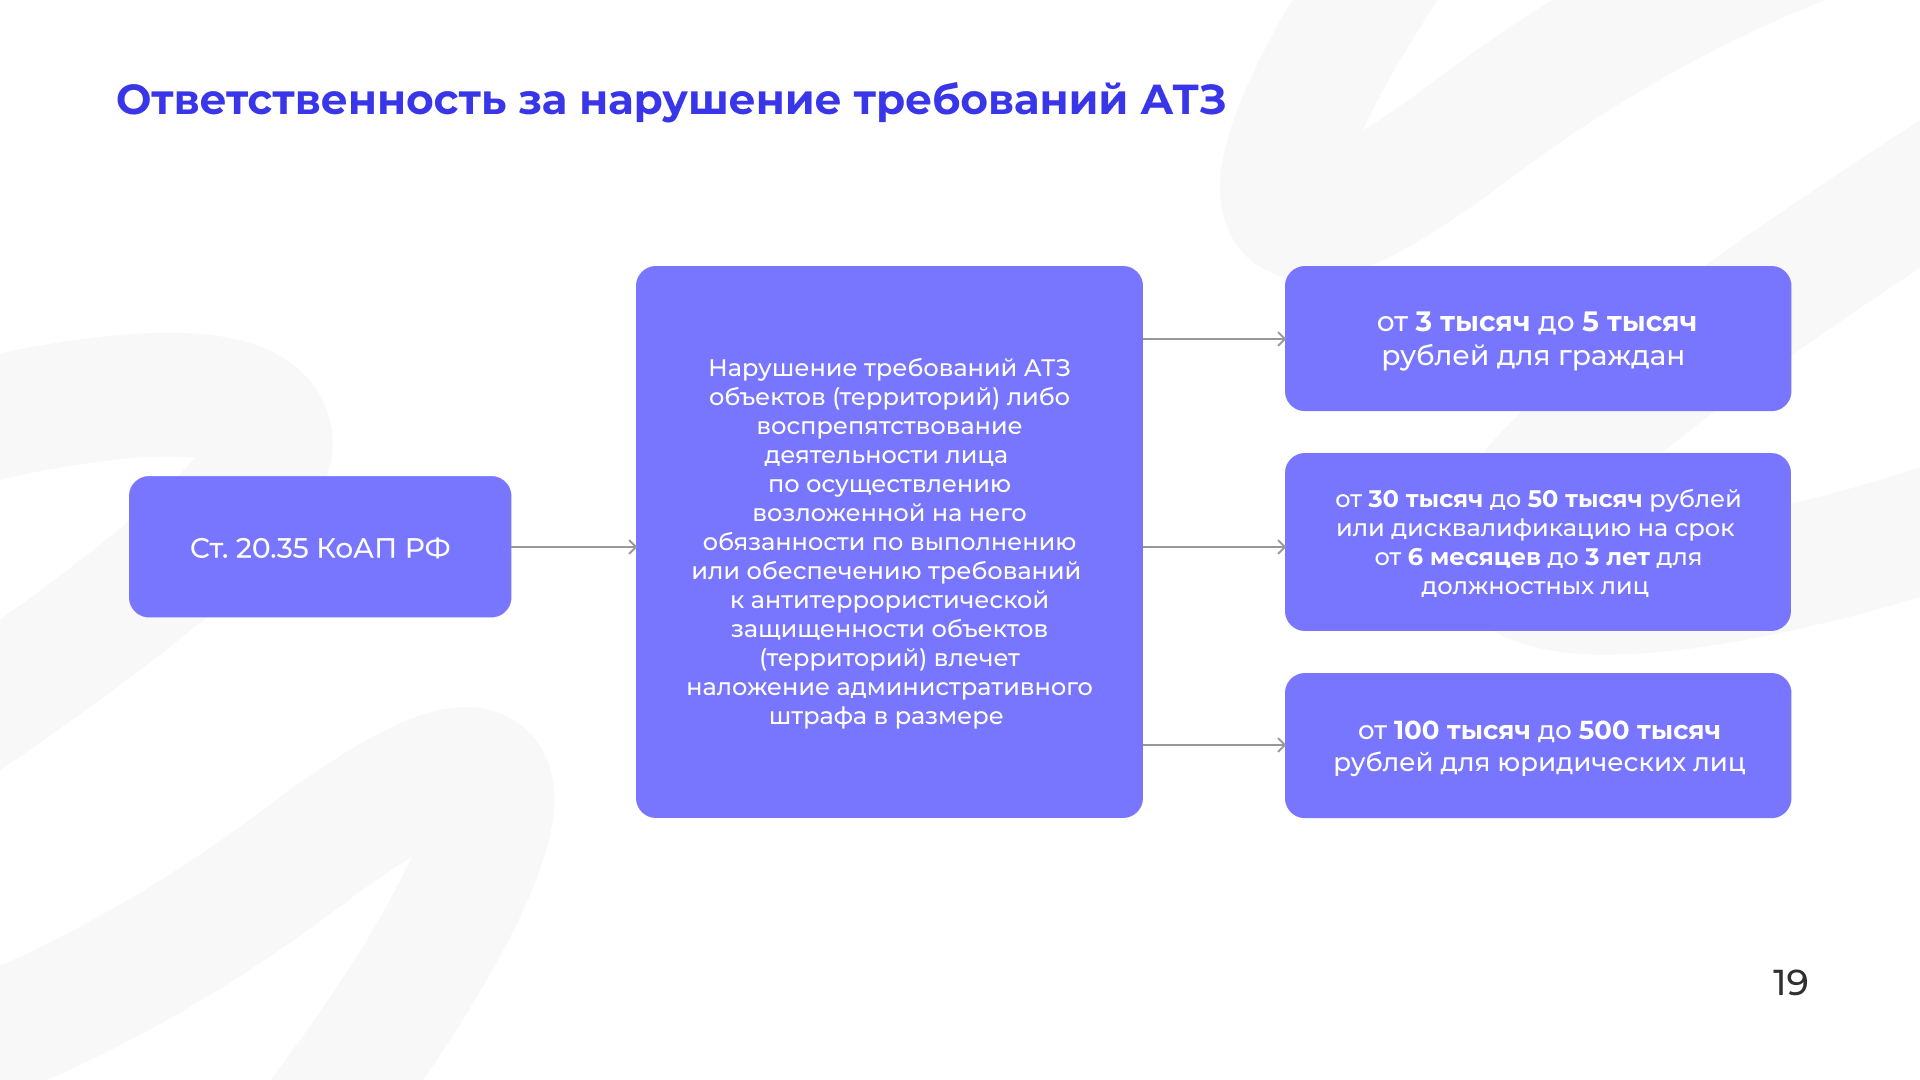 Ответственность за нарушение требований АТЗ
Ст. 20.35 КоАП РФ
Нарушение требований АТЗ
объектов (территорий) либо
воспрепятствование
деятельности лица
по осуществлению
возложенной на него
обязанности по выполнению
или обеспечению требований
к антитеррористической
защищенности объектов
(территорий) влечет
наложение административного
штрафа в размере
от 3 тысяч до 5 тысяч
рублей для граждан
от 30 тысяч до 50 тысяч рублей
или дисквалификацию на срок
от 6 месяцев до 3 лет для
должностных лиц
от 100 тысяч до 500 тысяч
рублей для юридических лиц
19